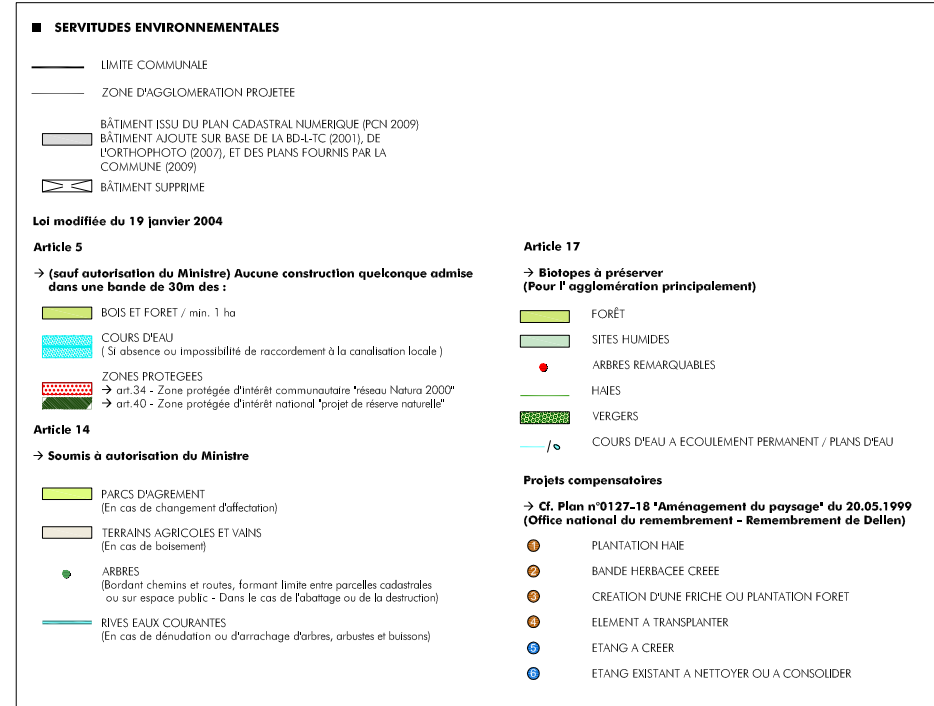 SERVITUDES ENVIRONNEMENTALES
LIMITE COMMUNALE
ZONE D'AGGLOMERATION PROJETEE
BÂTIMENT ISSU DU PLAN CADASTRAL NUMERIQUE (PCN 2009)
BÂTIMENT AJOUTE SUR BASE DE LA BD-L-TC (2001), DE
L'ORTHOPHOTO (2007), ET DES PLANS FOURNIS PAR LA
COMMUNE (2009)
BÂTIMENT SUPPRIME
Loi modifiée du 19 janvier 2004
Article 5
→ (sauf autorisation du Ministre) Aucune construction quelconque admise
dans une bande de 30m des :
BOIS ET FORET / min. 1 ha
COURS D'EAU
( Si absence ou impossibilité de raccordement à la canalisation locale )
ZONES PROTEGEES
→ art.34 - Zone protégée d'intérêt communautaire "réseau Natura 2000"
→ art.40 - Zone protégée d'intérêt national "projet de réserve naturelle"
Article 14
→ Soumis à autorisation du Ministre
PARCS D'AGREMENT
(En cas de changement d'affectation)
TERRAINS AGRICOLES ET VAINS
(En cas de boisement)
ARBRES
(Bordant chemins et routes, formant limite entre parcelles cadastrales
ou sur espace public - Dans le cas de l'abattage ou de la destruction)
RIVES EAUX COURANTES
(En cas de dénudation ou d'arrachage d'arbres, arbustes et buissons)
Article 17
→ Biotopes à préserver
(Pour l' agglomération principalement)
FORÊT
SITES HUMIDES
ARBRES REMARQUABLES
HAIES
VERGERS
/ COURS D'EAU A ECOULEMENT PERMANENT / PLANS D'EAU
Projets compensatoires
→ Cf. Plan n°0127-18 "Aménagement du paysage" du 20.05.1999
(Office national du remembrement - Remembrement de Dellen)
1 PLANTATION HAIE
2 BANDE HERBACEE CREEE
3 CREATION D'UNE FRICHE OU PLANTATION FORET
4 ELEMENT A TRANSPLANTER
5 ETANG A CREER
6 ETANG EXISTANT A NETTOYER OU A CONSOLIDER